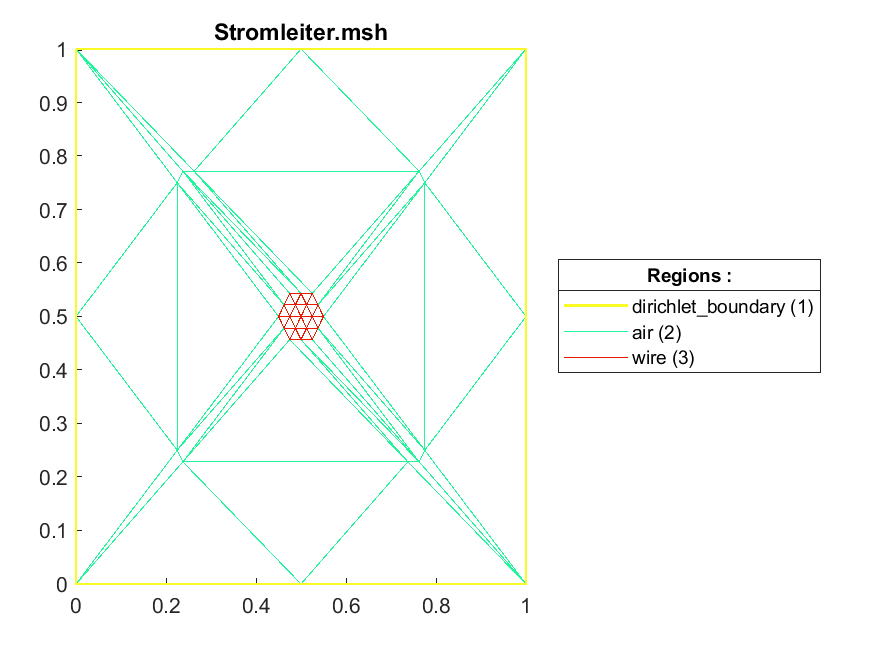 Stromleiter.msh
1
0.9
0.8
0.7
0.6
0.5
0.4
0.3
0.2
0.1
0
0 0.2 0.4 0.6 0.8 1
Regions :
dirichlet_boundary (1)
air (2)
wire (3)